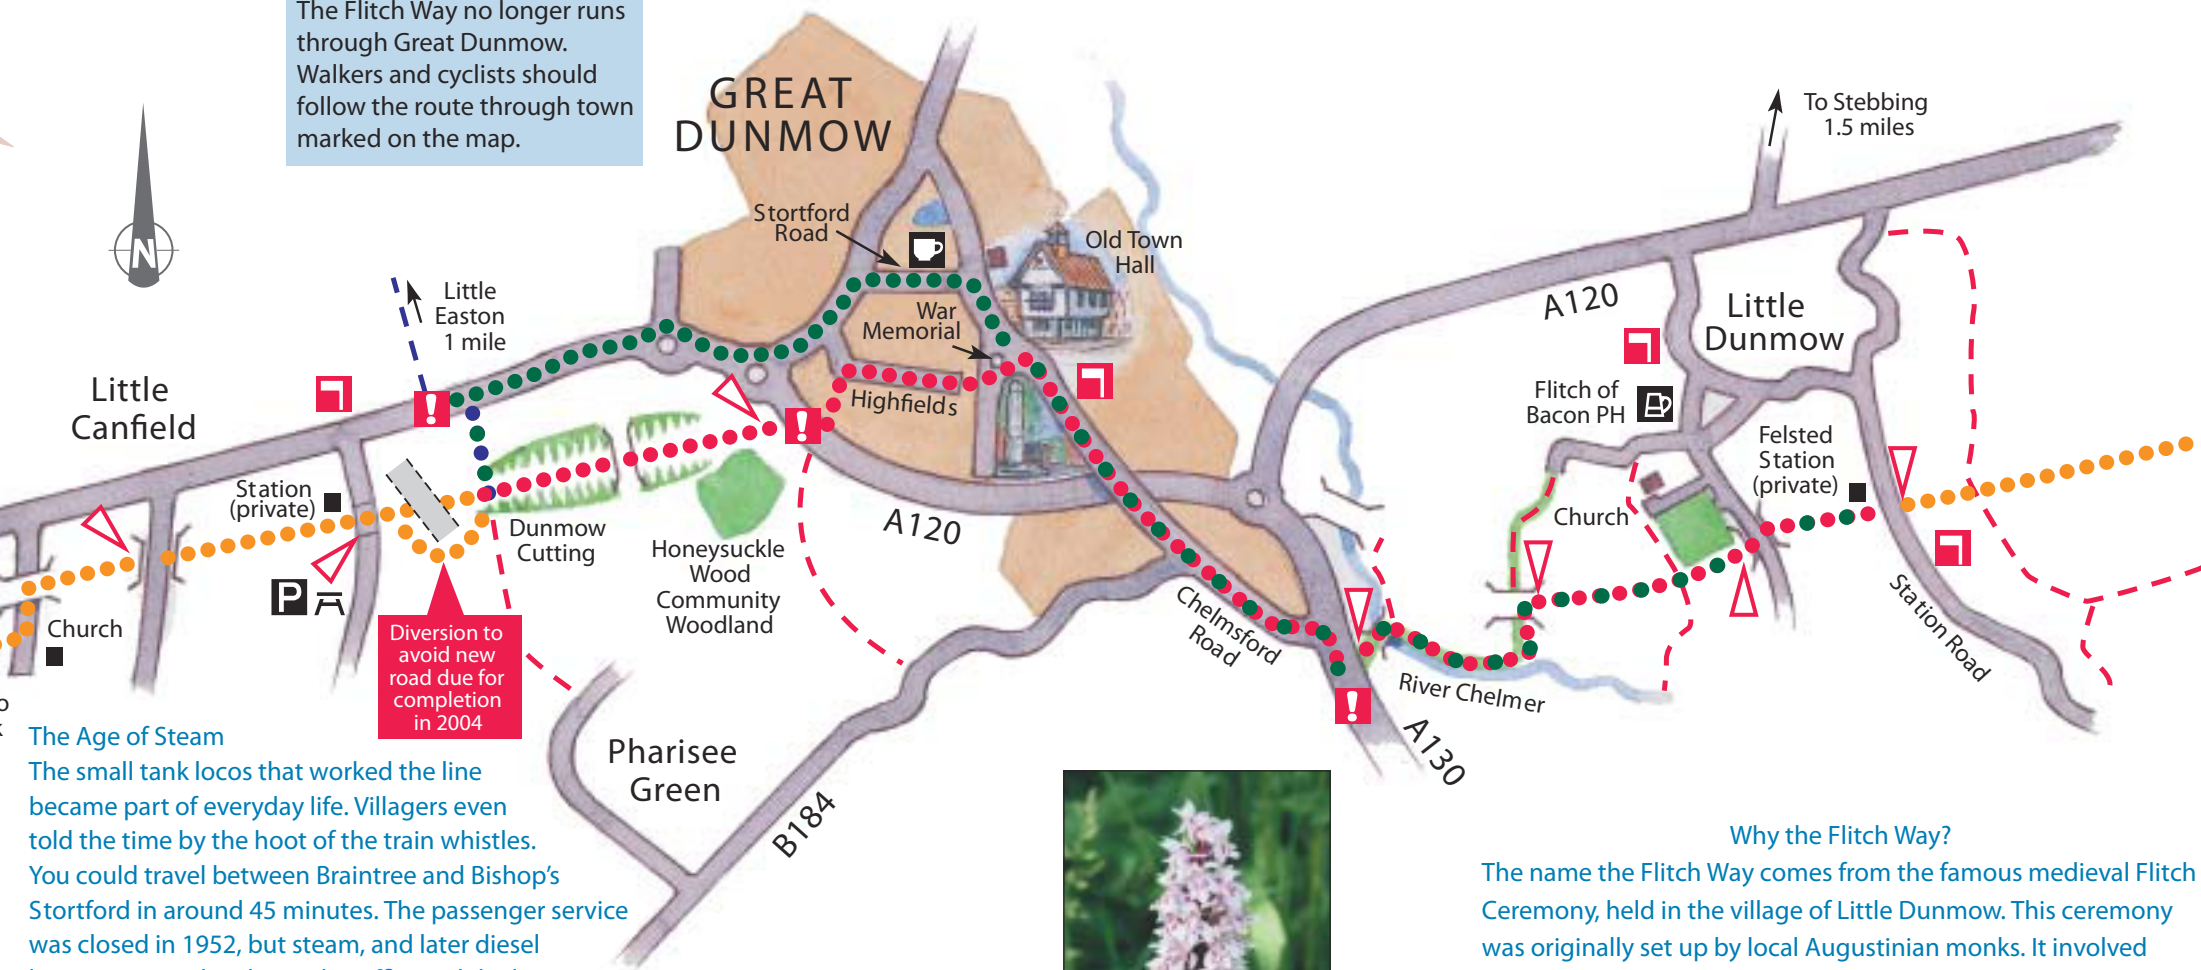 The Flitch Way no longer runs
through Great Dunmow.
Walkers and cyclists should
follow the route through town
marked on the map.
GREAT
DUNMOW
To Stebbing
1.5 miles
N
Stortford
Road
Old Town
Hall
Little
Easton
1 mile
War
Memorial
A120
Little
Dunmow
Little
Canfield
!
Highfields
!
Flitch of
Bacon PH
Felsted
Station
(private)
Station
(private)
Dunmow
Cutting
A120
Church
Honeysuckle
Wood
Community
Woodland
P
Church
Diversion to
avoid new
road due for
completion
in 2004
Chelmsford
Road
Station Road
River Chelmer
!
A130
Pharisee
Green
B184
The Age of Steam
The small tank locos that worked the line
became part of everyday life. Villagers even
told the time by the hoot of the train whistles.
You could travel between Braintree and Bishop's
Stortford in around 45 minutes. The passenger service
was closed in 1952, but steam, and later diesel
Why the Flitch Way?
The name the Flitch Way comes from the famous medieval Flitch
Ceremony, held in the village of Little Dunmow. This ceremony
was originally set up by local Augustinian monks. It involved